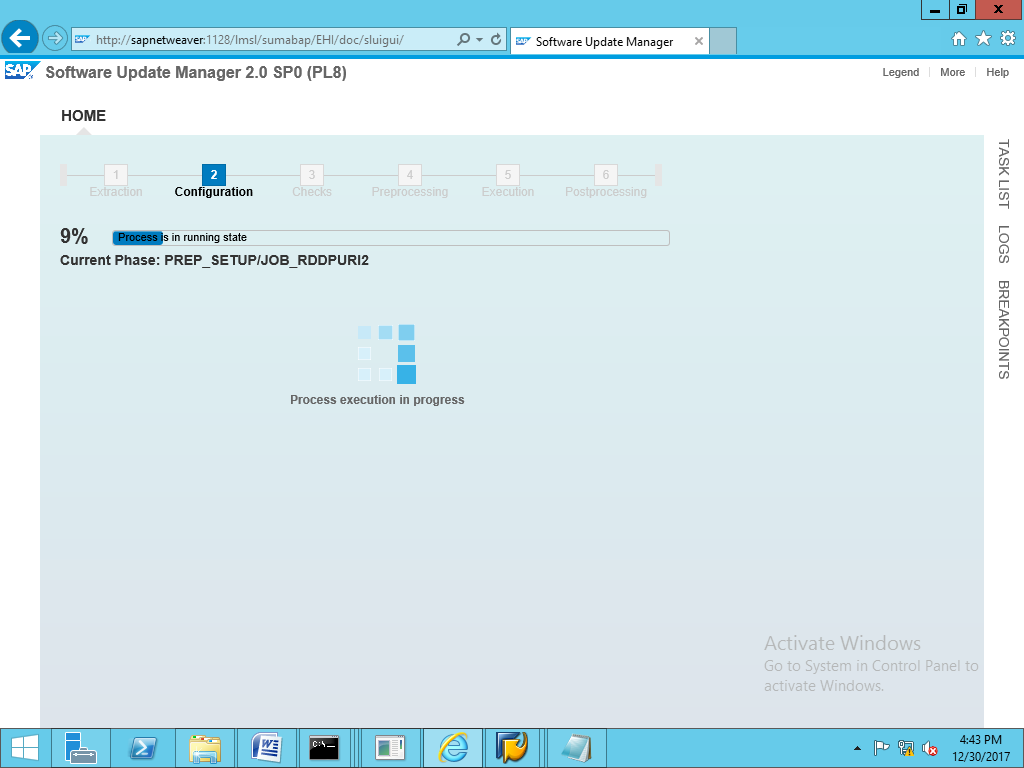 http://sapnetweaver:1128/lmsl/sumabap/EHI/doc/sluigui/
Software Update Manager
SAP Software Update Manager 2.0 SP0 (PL8)
Legend More Help
HOME
1 2 3 4 5 6
Extraction Configuration Checks Preprocessing Execution Postprocessing
9% Process is in running state
Current Phase: PREP_SETUP/JOB_RDDPURI2
Process execution in progress
TASK LIST
LOGS
BREAKPOINTS
Activate Windows
Go to System in Control Panel to
activate Windows.
4:43 PM
12/30/2017